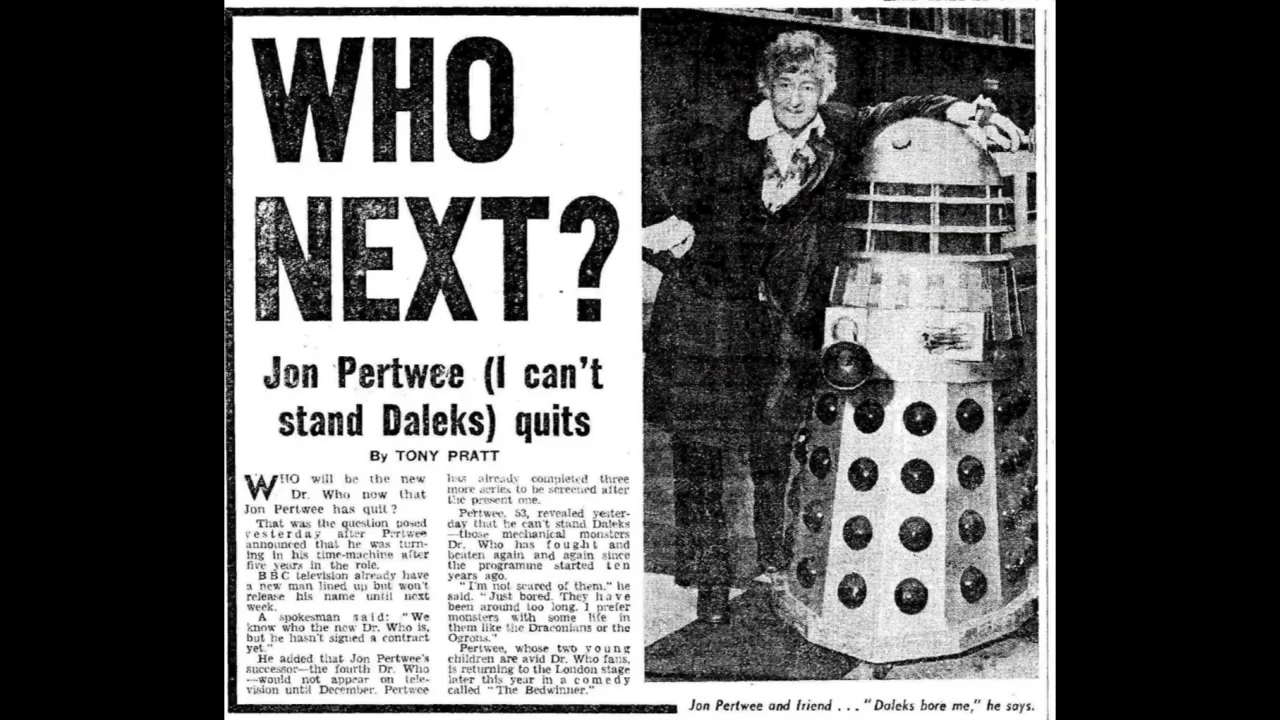 WHO
NEXT?
Jon Pertwee (I can't
stand Daleks) quits
By TONY PRATT
WHO will be the new
Dr. Who now that
Jon Pertwee has quit?
That was the question posed
yesterday after Pertwee
announced that he was turn-
ing in his time-machine after
five years in the role.
BBC television already have
a new man lined up but won't
release his name until next
week.
A spokesman said: "We
know who the new Dr. Who is,
but he hasn't signed a contract
yet."
He added that Jon Pertwee's
successor—the fourth Dr. Who
—would not appear on tele-
vision until December. Pertwee
has already completed three
more series to be screened after
the present one.
Pertwee, 53, revealed yester-
day that he can't stand Daleks
—those mechanical monsters
Dr. Who has fought and
beaten again and again since
the programme started ten
years ago.
"I'm not scared of them," he
said. "Just bored. They have
been around too long. I prefer
monsters with some life in
them like the Draconians or the
Ogrons."
Pertwee, whose two young
children are avid Dr. Who fans,
is returning to the London stage
later this year in a comedy
called "The Bedwinner."
Jon Pertwee and friend . . . "Daleks bore me," he says.